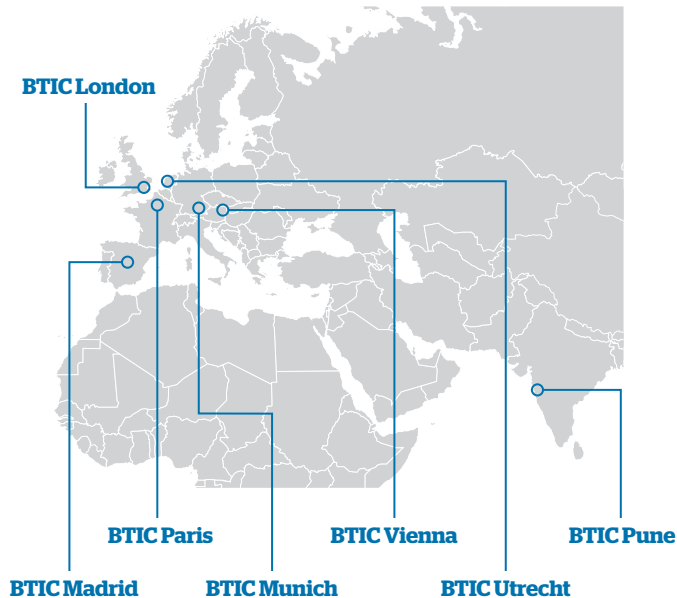 BTIC London
BTIC Paris
BTIC Vienna
BTIC Pune
BTIC Madrid
BTIC Munich
BTIC Utrecht